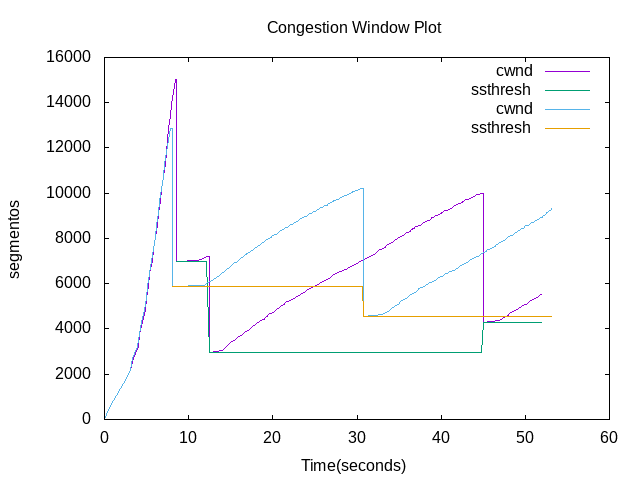 Congestion Window Plot
16000
14000
12000
10000
8000
6000
4000
2000
0
segmentos
cwnd
ssthresh
cwnd
ssthresh
0 10 20 30 40 50 60
Time(seconds)